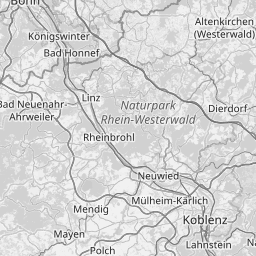 Bonn
Altenkirchen
(Westerwald)
Königswinter
Bad Honnef
Linz
Naturpark
Rhein-Westerwald
Dierdorf
Bad Neuenahr-
Ahrweiler
Rheinbrohl
Neuwied
Mendig
Mülheim-Kärlich
Koblenz
Mayen
Lahnstein
Polch
Na